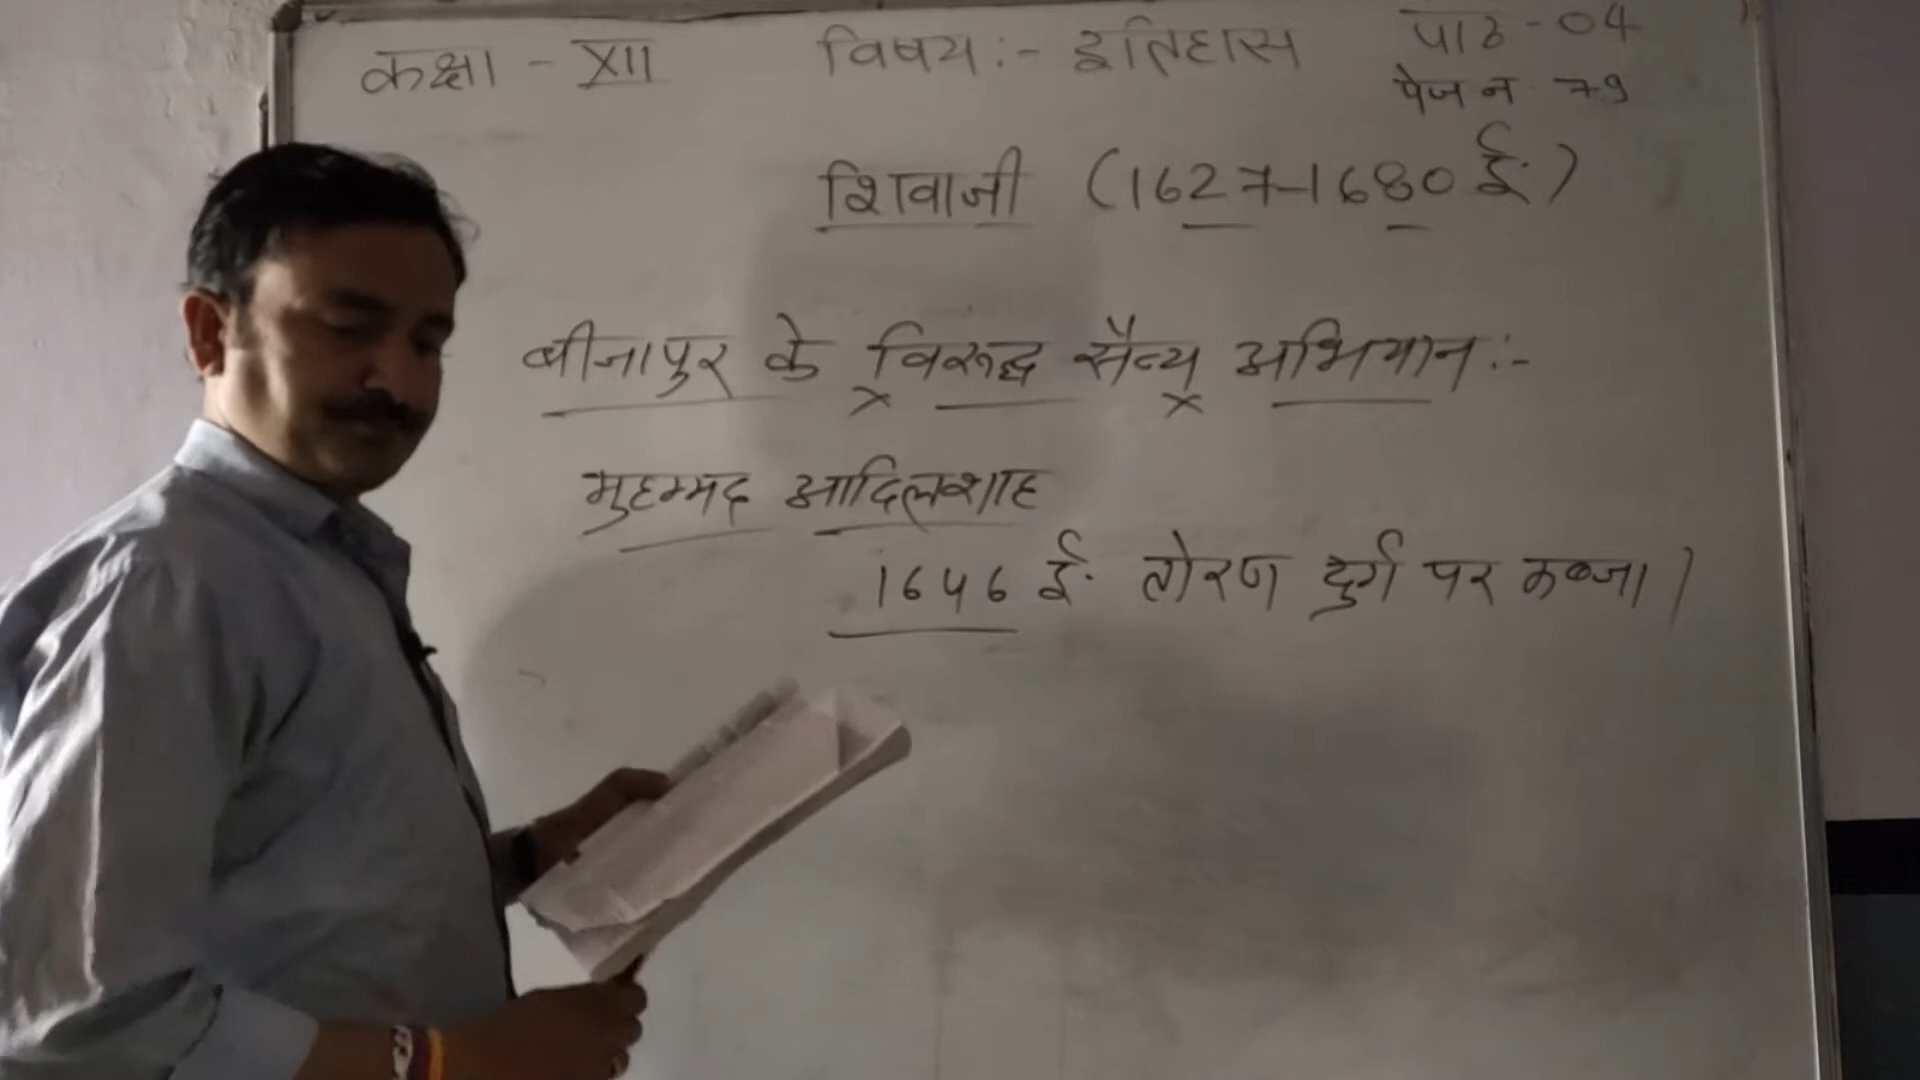 कक्षा - XII विषय :- इतिहास पाठ - 04
पेज न. 79
शिवाजी (1627-1680 ई.)
बीजापुर के विरूद्ध सैन्य अभियान :-
मुहम्मद आदिलशाह
1646 ई. तोरण दुर्ग पर कब्जा।